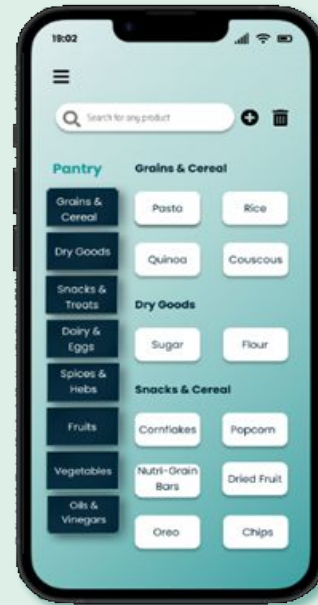 19:02
Search for any product
Pantry
Grains &
Cereal
Dry Goods
Snacks &
Treats
Dairy &
Eggs
Spices &
Hebs
Fruits
Vegetables
Oils &
Vinegars
Grains & Cereal
Pasta
Rice
Quinoa
Couscous
Dry Goods
Sugar
Flour
Snacks & Cereal
Cornflakes
Popcorn
Nutri-Grain
Bars
Dried Fruit
Oreo
Chips